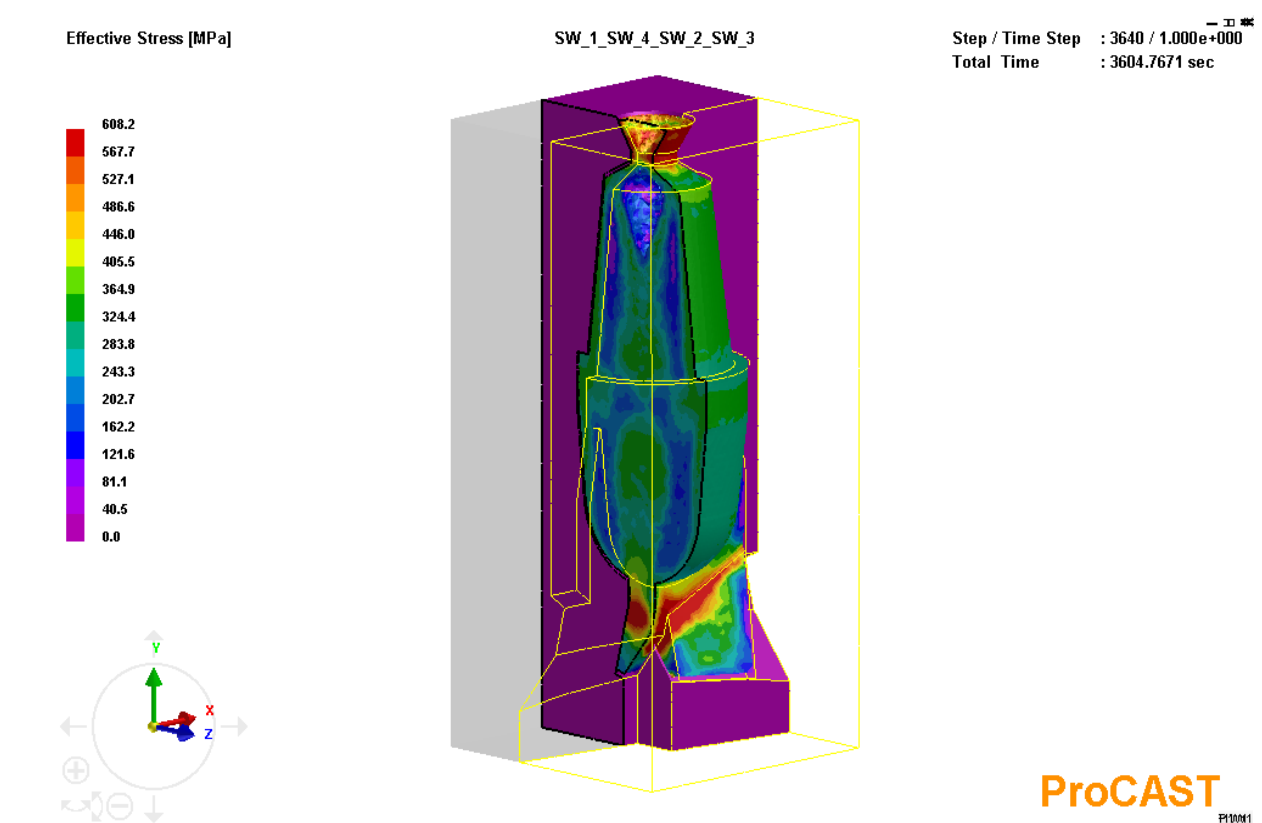 Effective Stress [MPa]
SW_1_SW_4_SW_2_SW_3
Step / Time Step : 3640 / 1.000e+000
Total Time : 3604.7671 sec
608.2
567.7
527.1
486.6
446.0
405.5
364.9
324.4
283.8
243.3
202.7
162.2
121.6
81.1
40.5
0.0
Y
X
Z
ProCAST